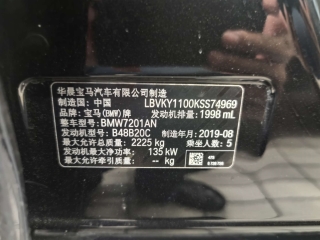 华晨宝马汽车有限公司制造
制造国：中国 LBVKY1100KSS74969
品牌：宝马(BMW)牌 发动机排量：1998 mL
整车型号：BMW7201AN
发动机型号：B48B20C 制造年月：2019-08
最大允许总质量：2225 kg 乘坐人数：5
发动机最大净功率：135 kW
最大允许牵引质量：-- kg